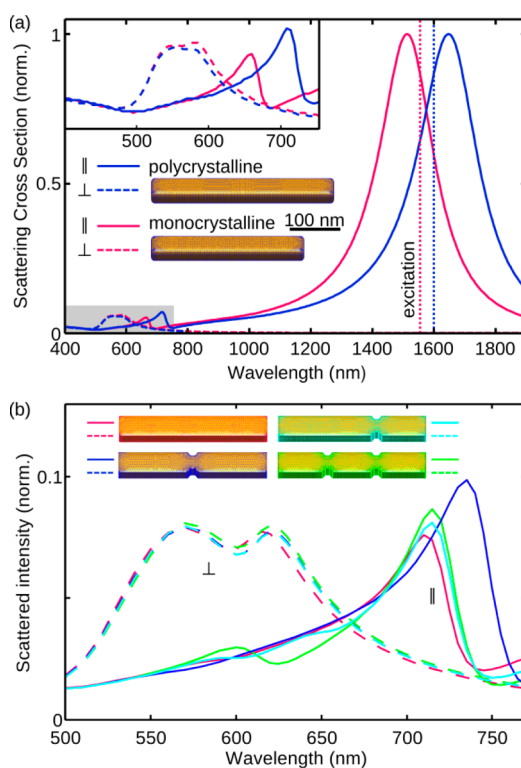 (a)
Scattering Cross Section (norm.)
1
0.5
0
500 600 700
∥ polycrystalline
⊥
∥ monocrystalline
⊥
100 nm
excitation
400 600 800 1000 1200 1400 1600 1800
Wavelength (nm)
(b)
Scattered intensity (norm.)
0.1
0
⊥
∥
500 550 600 650 700 750
Wavelength (nm)